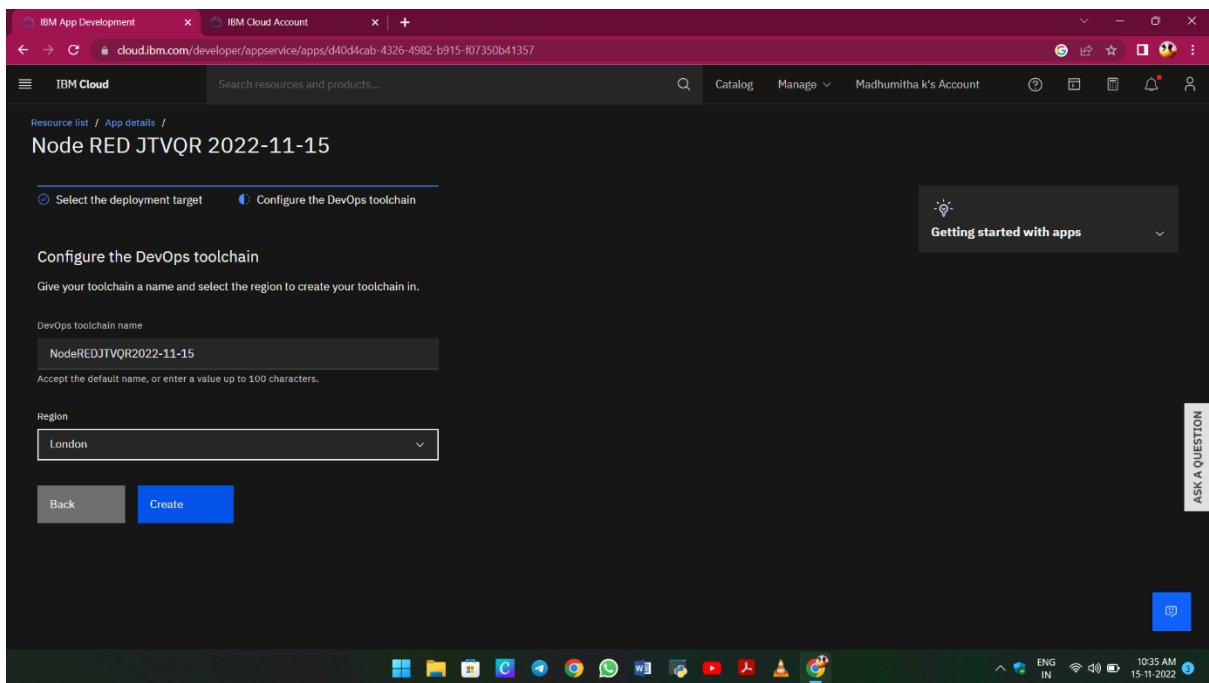 IBM App Development
IBM Cloud Account
cloud.ibm.com/developer/appservice/apps/d40d4cab-4326-4982-b915-f07350b41357
IBM Cloud
Search resources and products...
Catalog
Manage
Madhumitha k's Account
Resource list / App details /
Node RED JTVQR 2022-11-15
Select the deployment target
Configure the DevOps toolchain
Getting started with apps
Configure the DevOps toolchain
Give your toolchain a name and select the region to create your toolchain in.
DevOps toolchain name
NodeREDJTVQR2022-11-15
Accept the default name, or enter a value up to 100 characters.
Region
London
Back
Create
ASK A QUESTION
ENG
IN
10:35 AM
15-11-2022
3